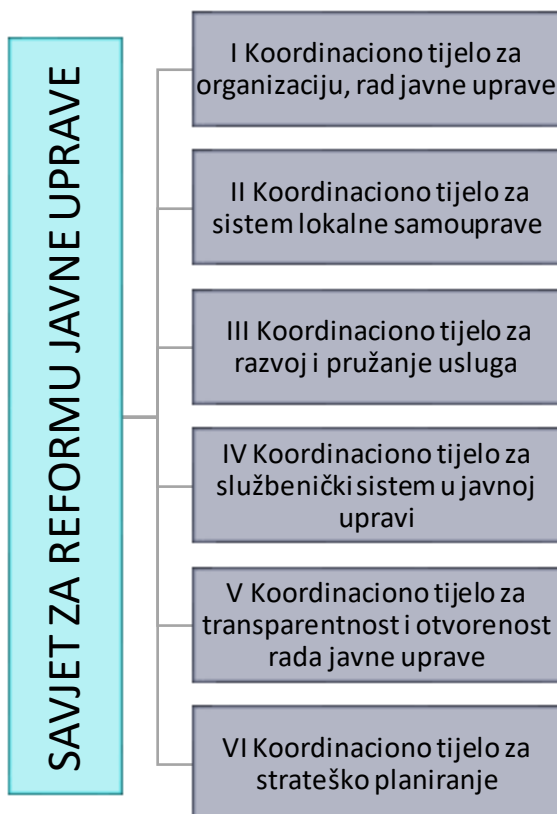 SAVJET ZA REFORMU JAVNE UPRAVE
I Koordinaciono tijelo za
organizaciju, rad javne uprave
II Koordinaciono tijelo za
sistem lokalne samouprave
III Koordinaciono tijelo za
razvoj i pružanje usluga
IV Koordinaciono tijelo za
službenički sistem u javnoj
upravi
V Koordinaciono tijelo za
transparentnost i otvorenost
rada javne uprave
VI Koordinaciono tijelo za
strateško planiranje